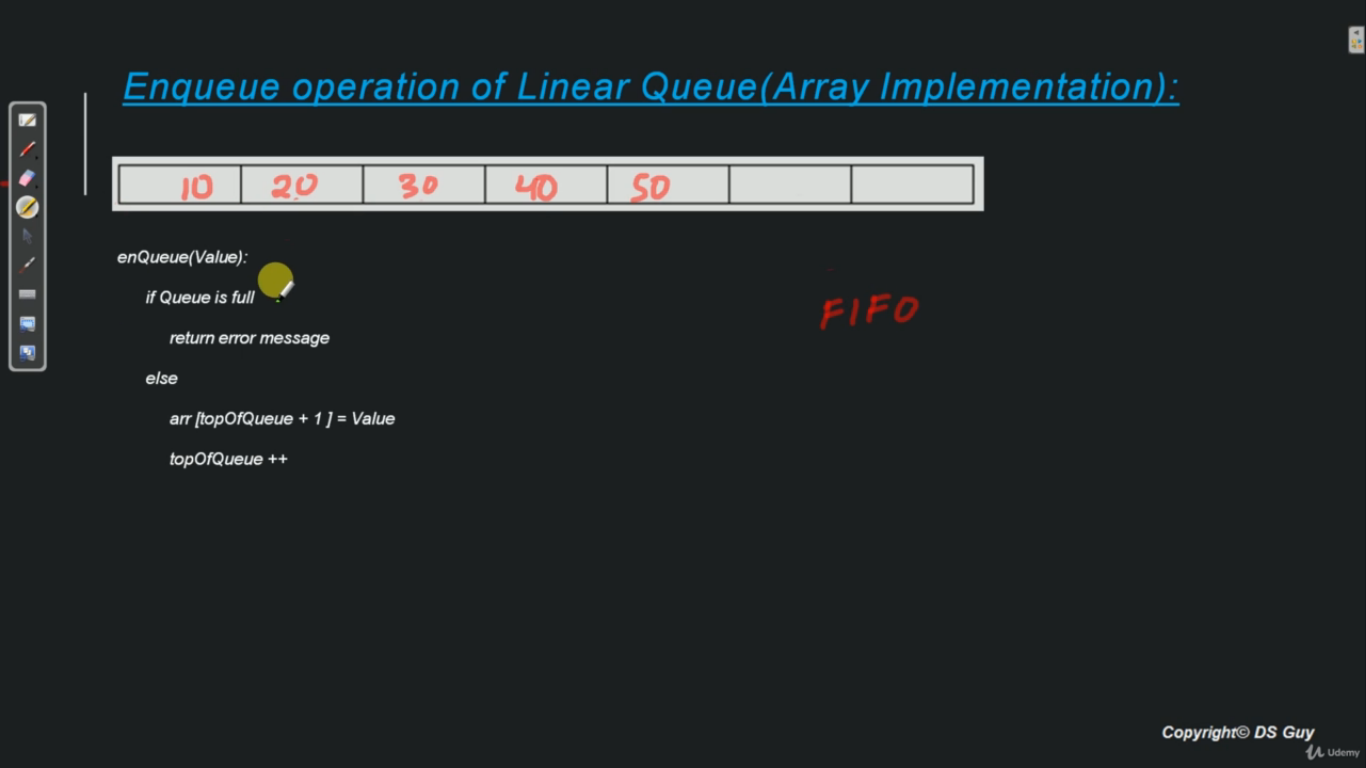 Enqueue operation of Linear Queue(Array Implementation):
10 20 30 40 50
enQueue(Value):
if Queue is full
FIFO
return error message
else
arr [topOfQueue + 1 ] = Value
topOfQueue ++
Copyright© DS Guy
Udemy